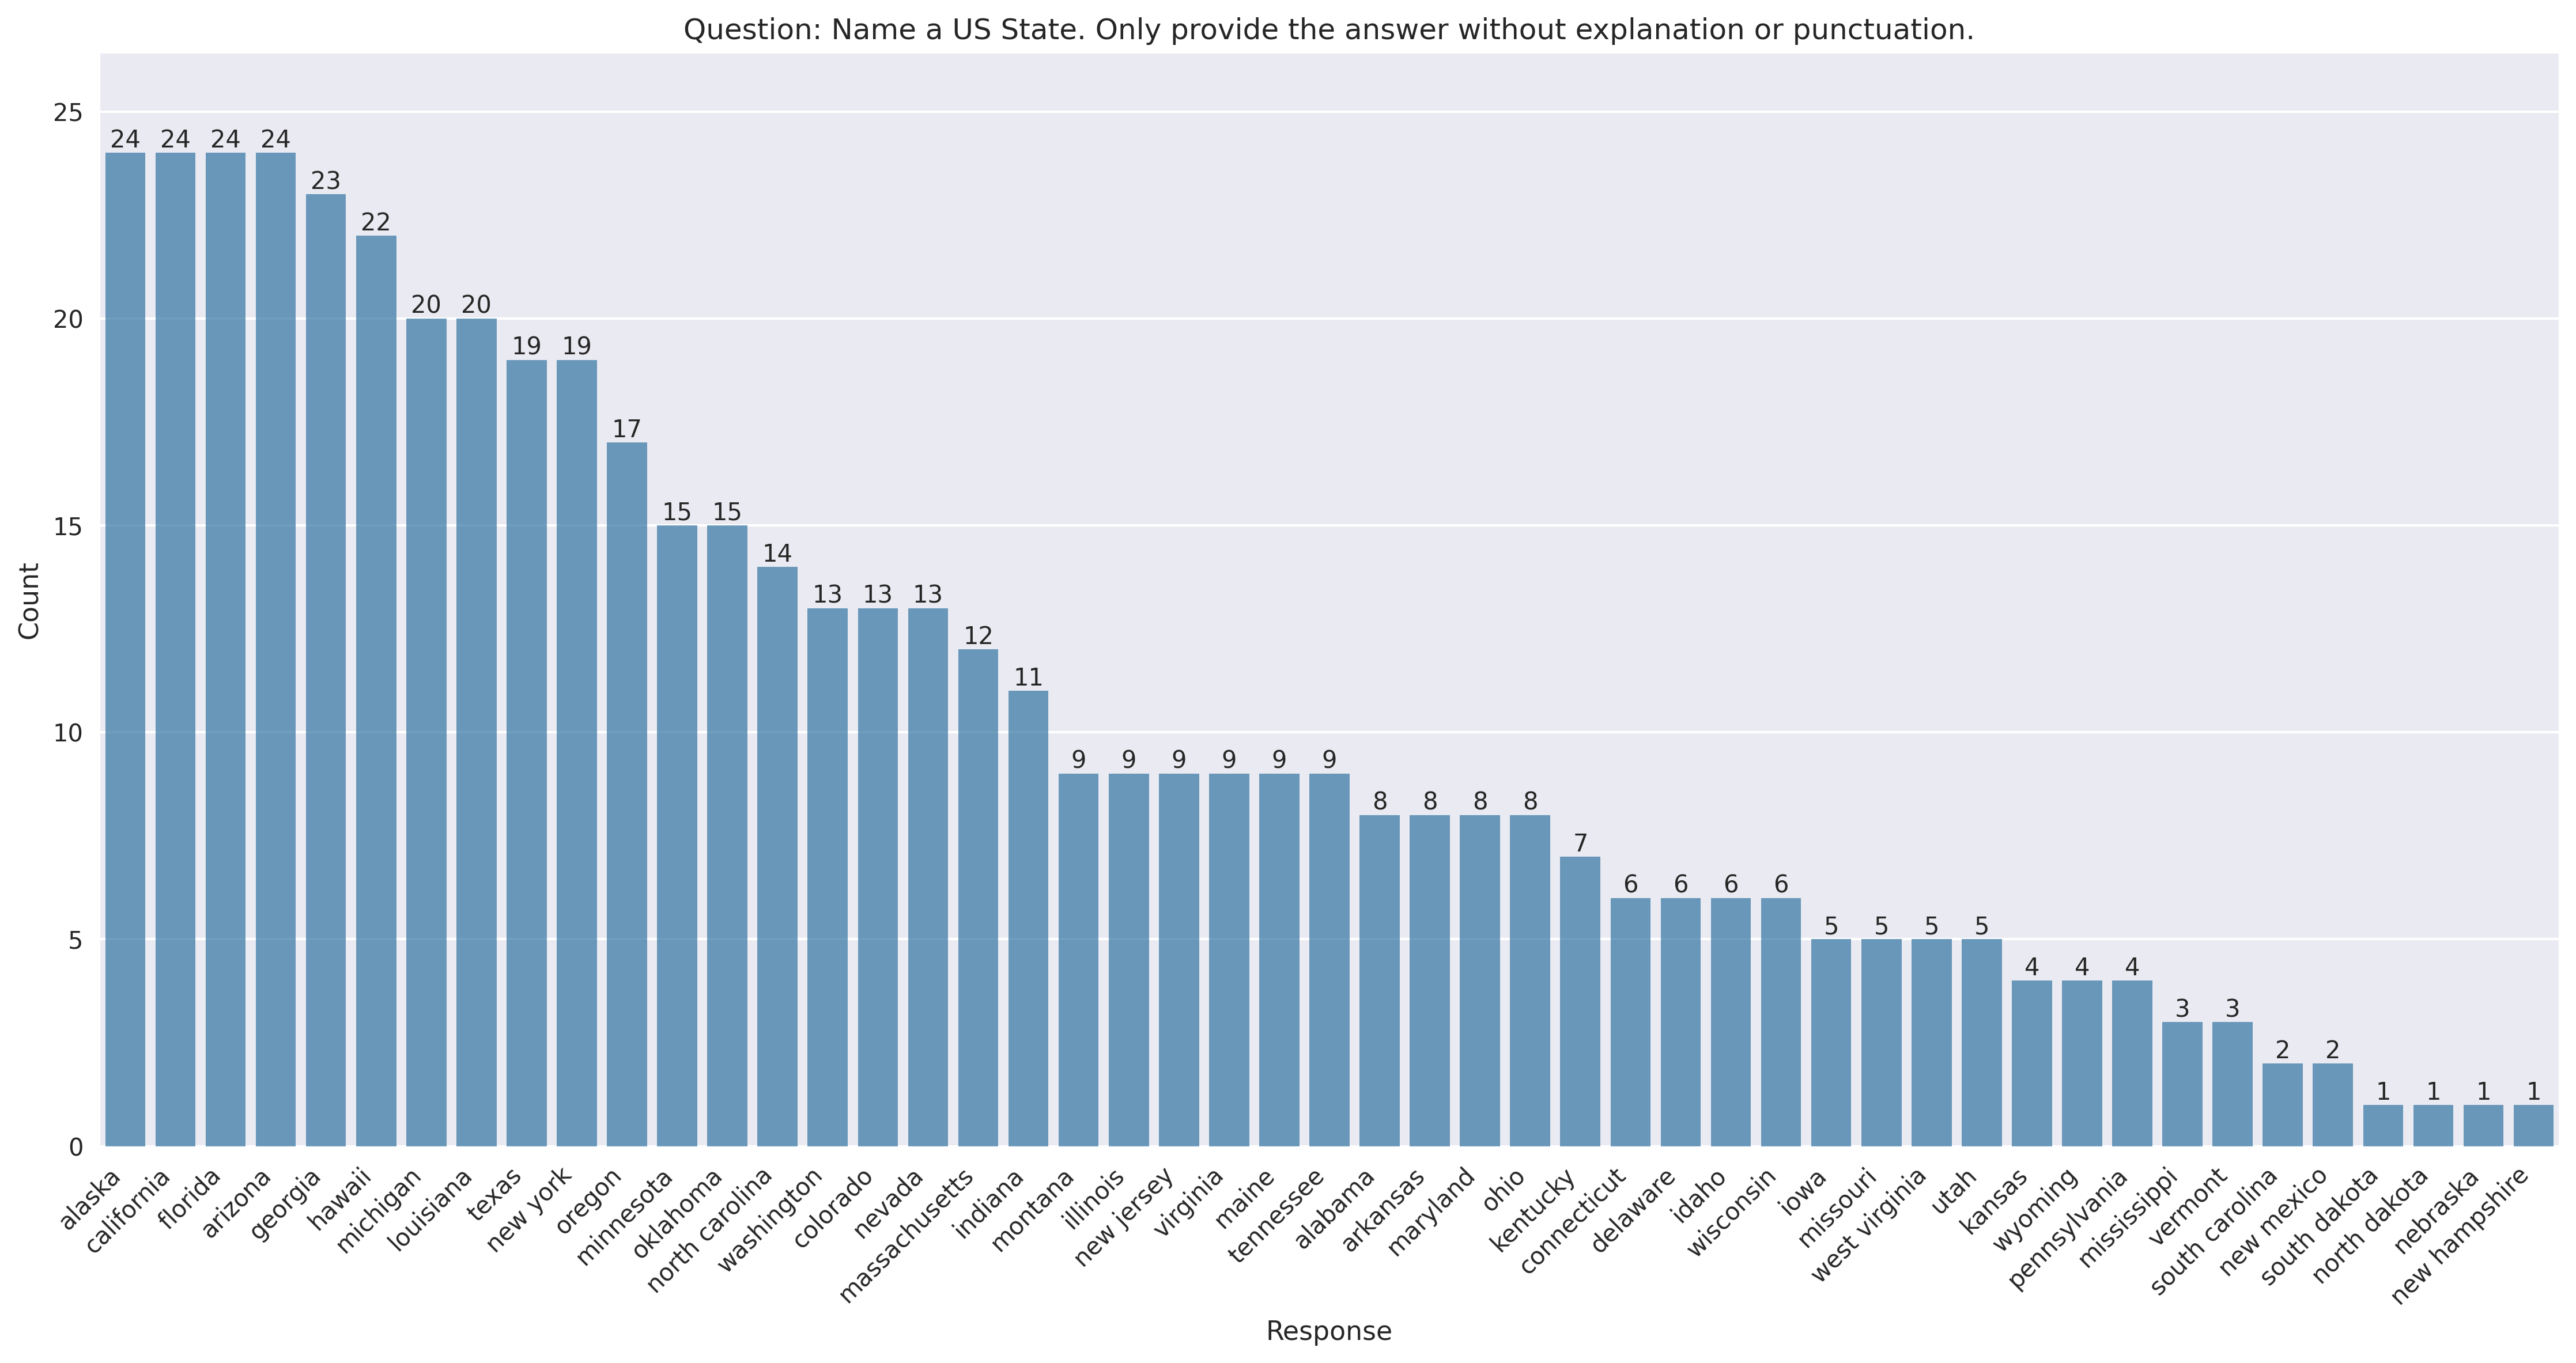 Question: Name a US State. Only provide the answer without explanation or punctuation.
25
20
15
10
5
0
Count
24 24 24 24 23 22 20 20 19 19 17 15 15 14 13 13 13 12 11 9 9 9 9 9 9 8 8 8 8 7 6 6 6 6 5 5 5 5 4 4 4 3 3 2 2 1 1 1 1
alaska
california
florida
arizona
georgia
hawaii
michigan
louisiana
texas
new york
oregon
minnesota
oklahoma
north carolina
washington
colorado
nevada
massachusetts
indiana
montana
illinois
new jersey
virginia
maine
tennessee
alabama
arkansas
maryland
ohio
kentucky
connecticut
delaware
idaho
wisconsin
iowa
missouri
west virginia
utah
kansas
wyoming
pennsylvania
mississippi
vermont
south carolina
new mexico
south dakota
north dakota
nebraska
new hampshire
Response